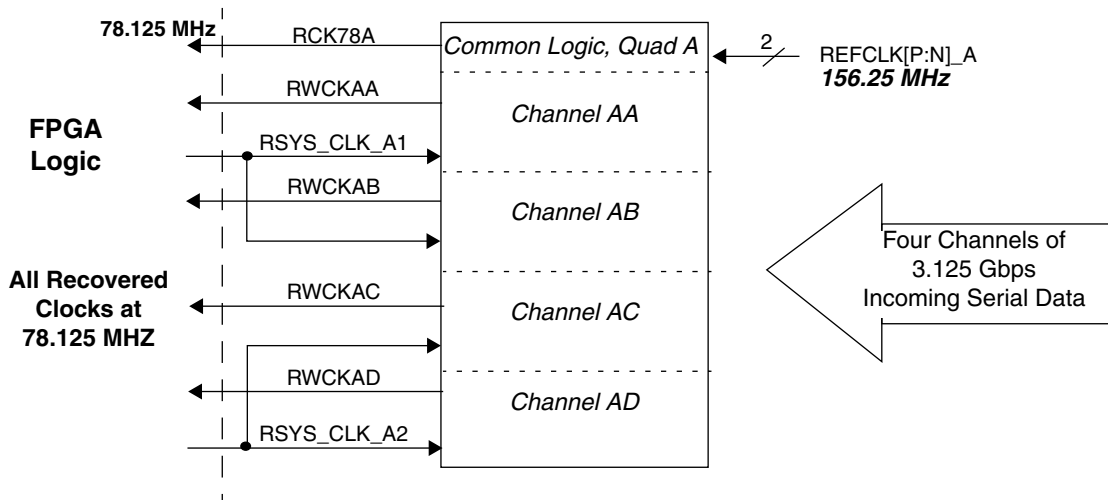 78.125 MHz
RCK78A
Common Logic, Quad A
2
REFCLK[P:N]_A
156.25 MHz
RWCKAA
Channel AA
FPGA
Logic
RSYS_CLK_A1
RWCKAB
Channel AB
Four Channels of
3.125 Gbps
Incoming Serial Data
All Recovered
Clocks at
78.125 MHZ
RWCKAC
Channel AC
RWCKAD
Channel AD
RSYS_CLK_A2